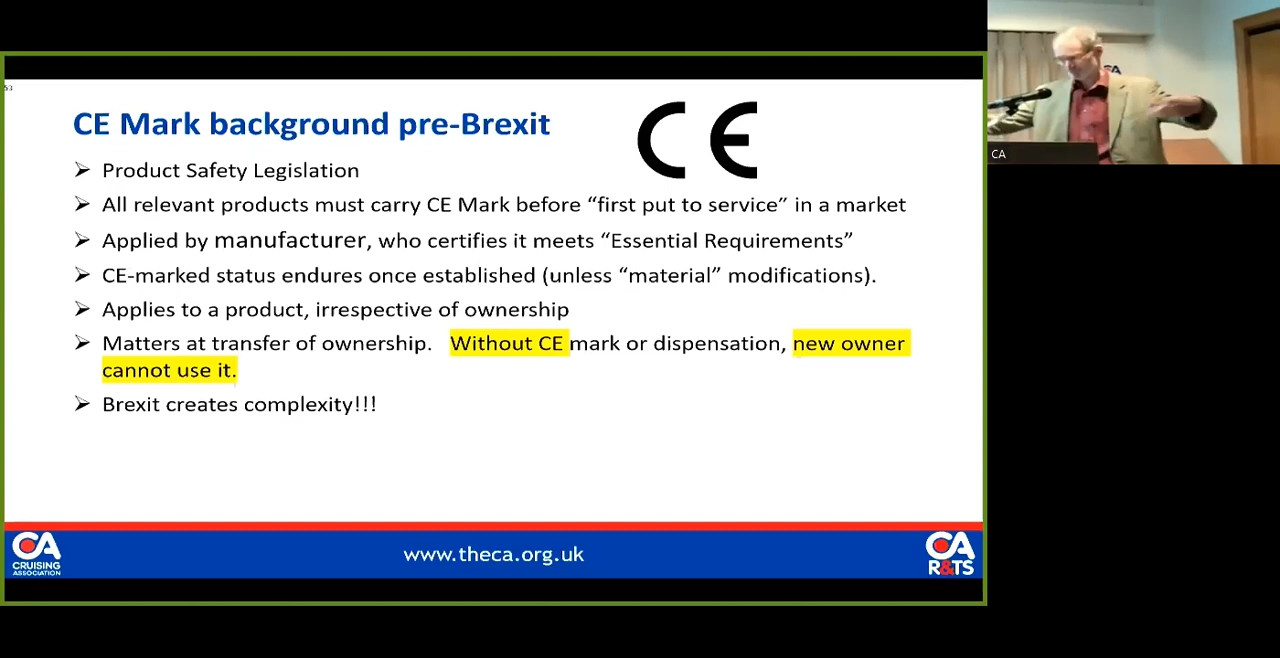 53
CE Mark background pre-Brexit
CE
➢ Product Safety Legislation
➢ All relevant products must carry CE Mark before “first put to service” in a market
➢ Applied by manufacturer, who certifies it meets “Essential Requirements”
➢ CE-marked status endures once established (unless “material” modifications).
➢ Applies to a product, irrespective of ownership
➢ Matters at transfer of ownership. Without CE mark or dispensation, new owner
cannot use it.
➢ Brexit creates complexity!!!
CA
CRUISING
ASSOCIATION
www.theca.org.uk
CA
R&TS
CA
CA